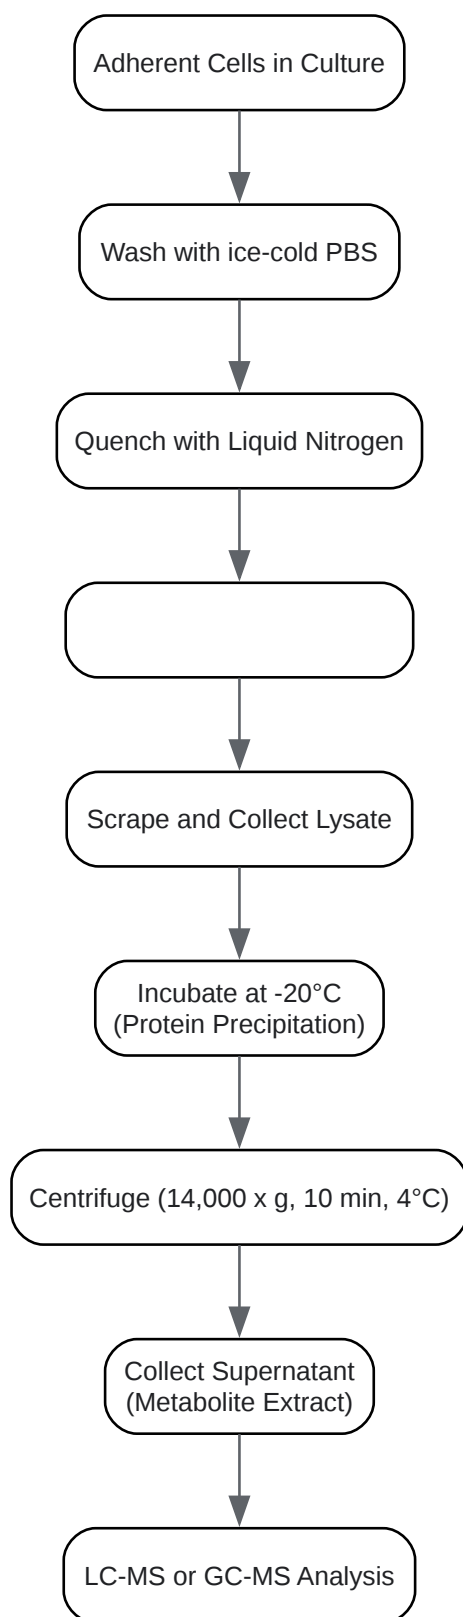 Adherent Cells in Culture
Wash with ice-cold PBS
Quench with Liquid Nitrogen
Scrape and Collect Lysate
Incubate at -20°C
(Protein Precipitation)
Centrifuge (14,000 x g, 10 min, 4°C)
Collect Supernatant
(Metabolite Extract)
LC-MS or GC-MS Analysis